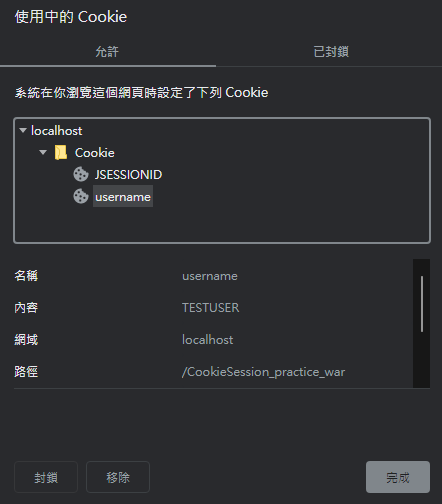 使用中的 Cookie
允許
已封鎖
系統在你瀏覽這個網頁時設定了下列 Cookie
localhost
Cookie
JSESSIONID
username
名稱 username
內容 TESTUSER
網域 localhost
路徑 /CookieSession_practice_war
封鎖 移除 完成